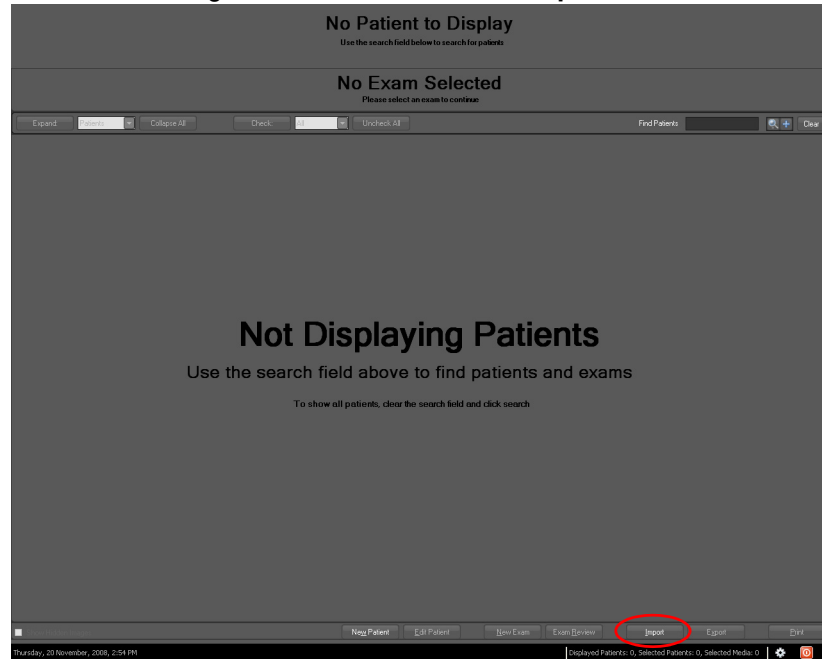 No Patient to Display
Use the search field below to search for patients
No Exam Selected
Please select an exam to continue
Expand: Patients Collapse All Check: All Uncheck All Find Patients Clear
Not Displaying Patients
Use the search field above to find patients and exams
To show all patients, clear the search field and click search
New Patient Edit Patient New Exam Exam Review Import Export Print
Thursday, 20 November, 2008, 2:54 PM Displayed Patients: 0, Selected Patients: 0, Selected Media: 0